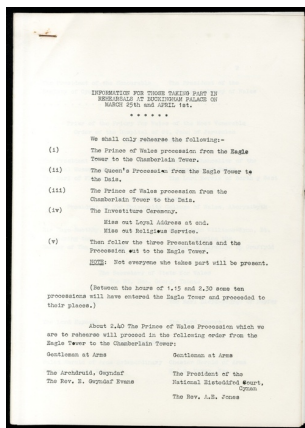 INFORMATION FOR THOSE TAKING PART IN
REHEARSALS AT BUCKINGHAM PALACE ON
MARCH 25th and APRIL 1st.
* * * * * *
We shall only rehearse the following:-
(i) The Prince of Wales procession from the Eagle
Tower to the Chamberlain Tower.
(ii) The Queen's Procession from the Eagle Tower to
the Dais.
(iii) The Prince of Wales procession from the
Chamberlain Tower to the Dais.
(iv) The Investiture Ceremony.
Miss out Loyal Address at end.
Miss out Religious Service.
(v) Then follow the three Presentations and the
Procession out to the Eagle Tower.
NOTE: Not everyone who takes part will be present.
(Between the hours of 1.15 and 2.30 some ten
processions will have entered the Eagle Tower and proceeded to
their places.)
About 2.40 The Prince of Wales Procession which we
are to rehearse will proceed in the following order from the
Eagle Tower to the Chamberlain Tower:
Gentleman at Arms Gentleman at Arms
The Archdruid, Gwyndaf The President of the
The Rev. E. Gwyndaf Evans National Eisteddfod Court,
Cynan
The Rev. A.E. Jones